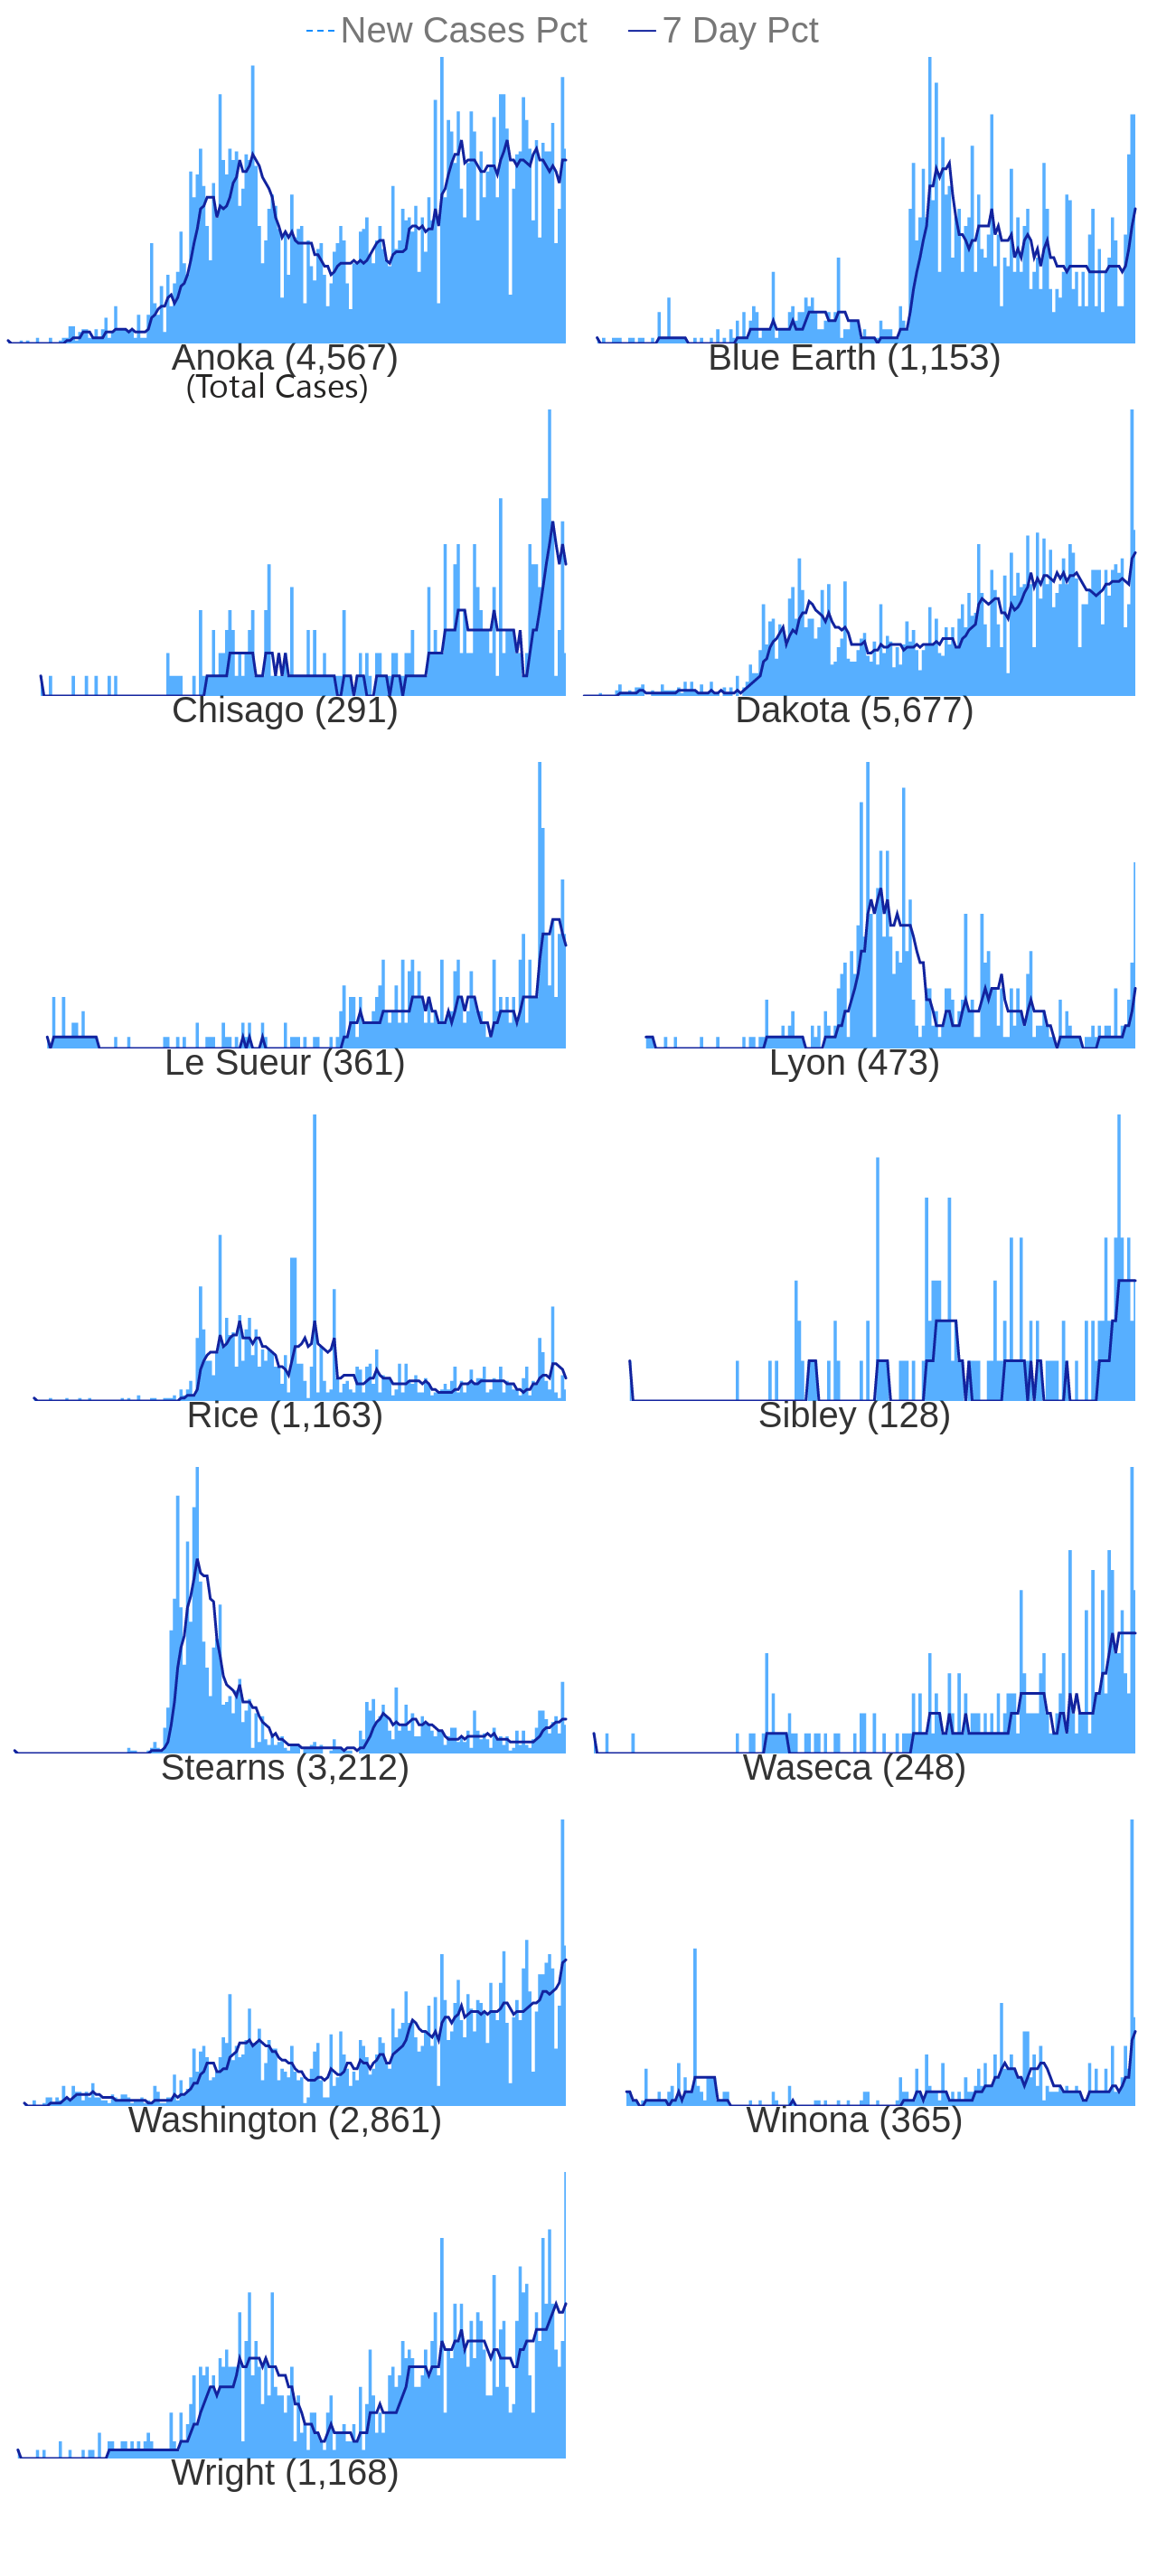 New Cases Pct 7 Day Pct
Anoka (4,567) Blue Earth (1,153)
(Total Cases)
Chisago (291) Dakota (5,677)
Le Sueur (361) Lyon (473)
Rice (1,163) Sibley (128)
Stearns (3,212) Waseca (248)
Washington (2,861) Winona (365)
Wright (1,168)